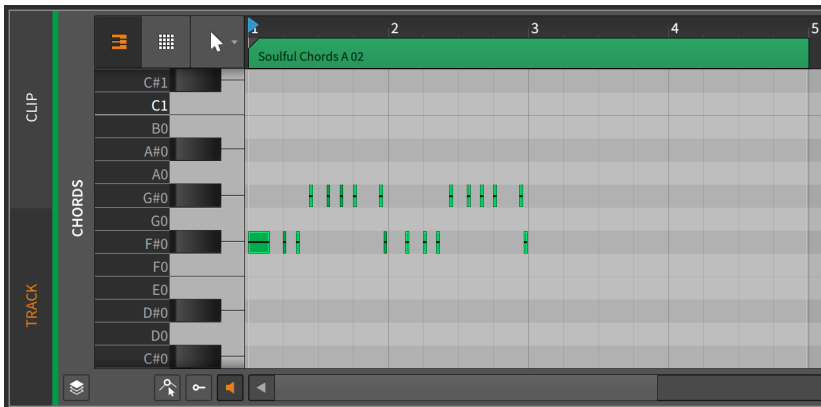 1 2 3 4 5
Soulful Chords A 02
CLIP
TRACK
CHORDS
C#1
C1
B0
A#0
A0
G#0
G0
F#0
F0
E0
D#0
D0
C#0